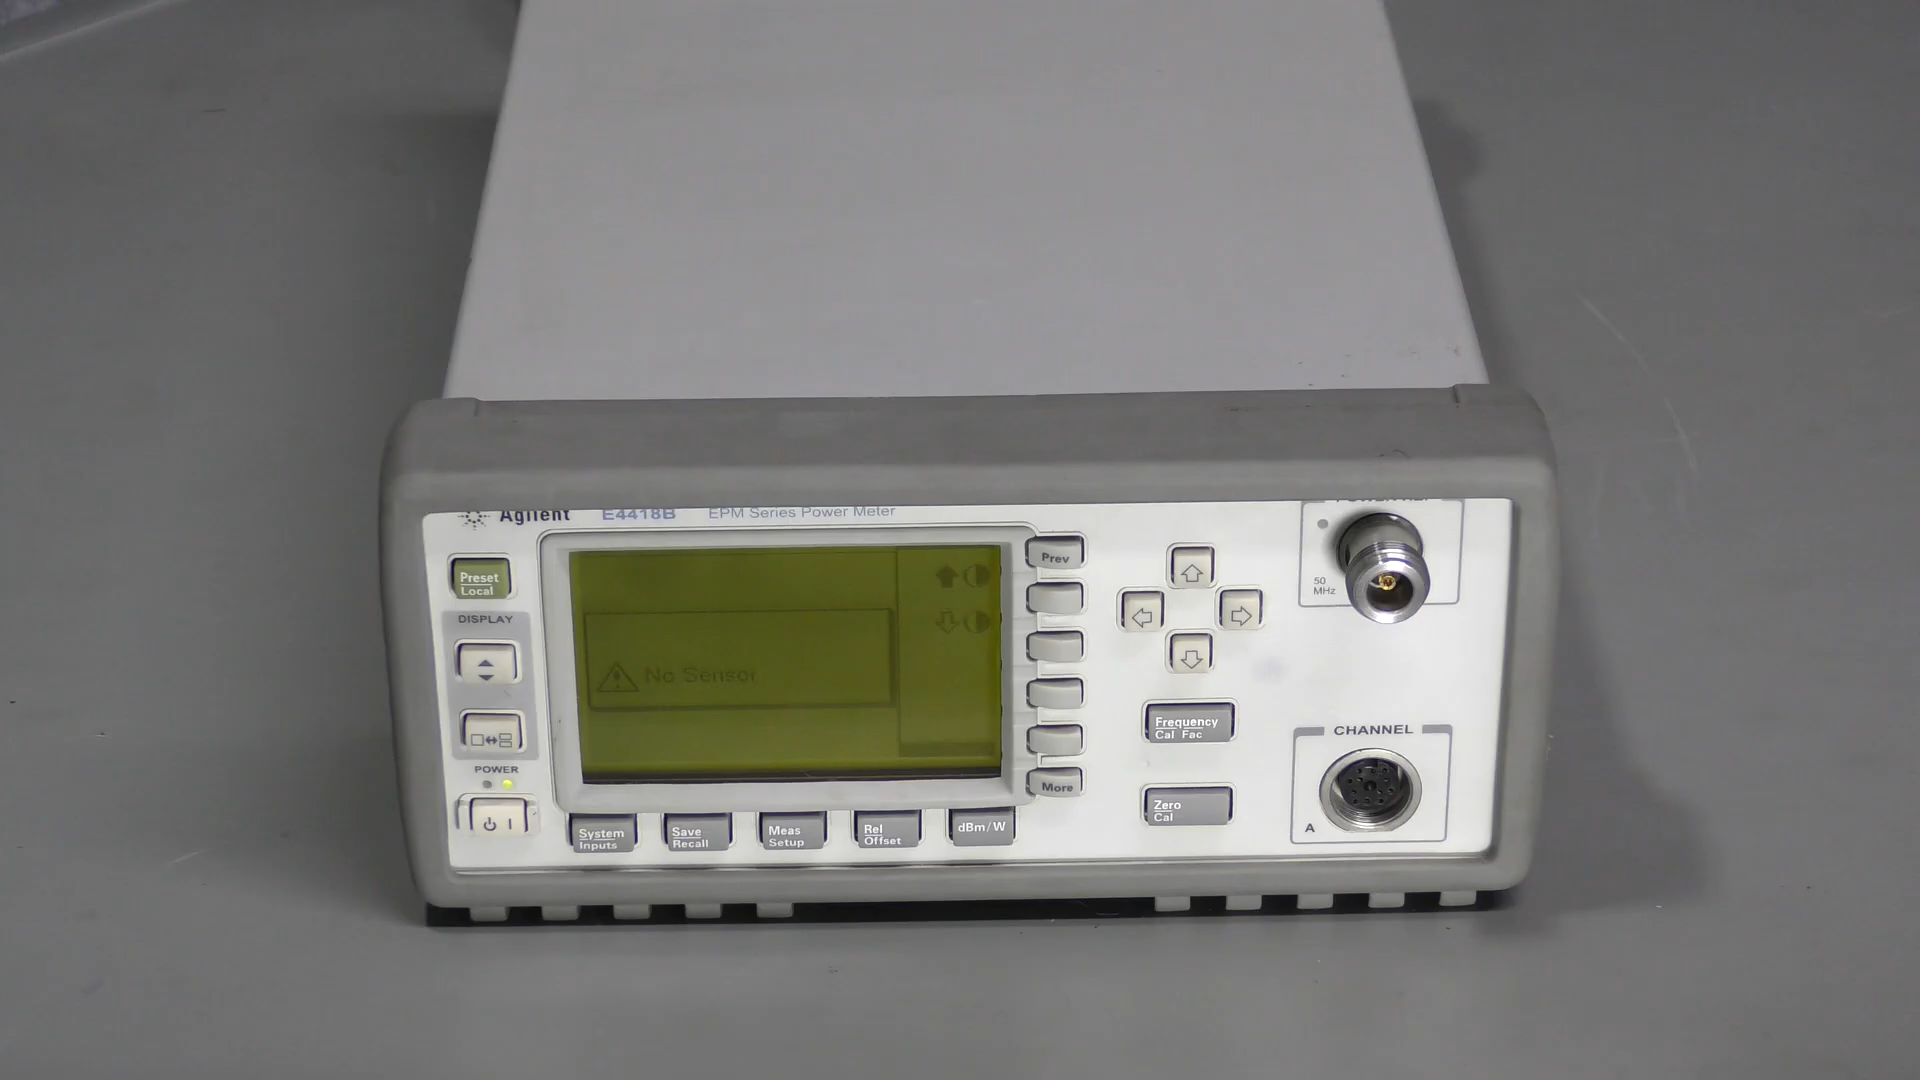 Agilent E4418B EPM Series Power Meter
Preset
Local
DISPLAY
POWER
No Sensor
Prev
More
System
Inputs
Save
Recall
Meas
Setup
Rel
Offset
dBm/W
Frequency
Cal Fac
Zero
Cal
50
MHz
CHANNEL
A